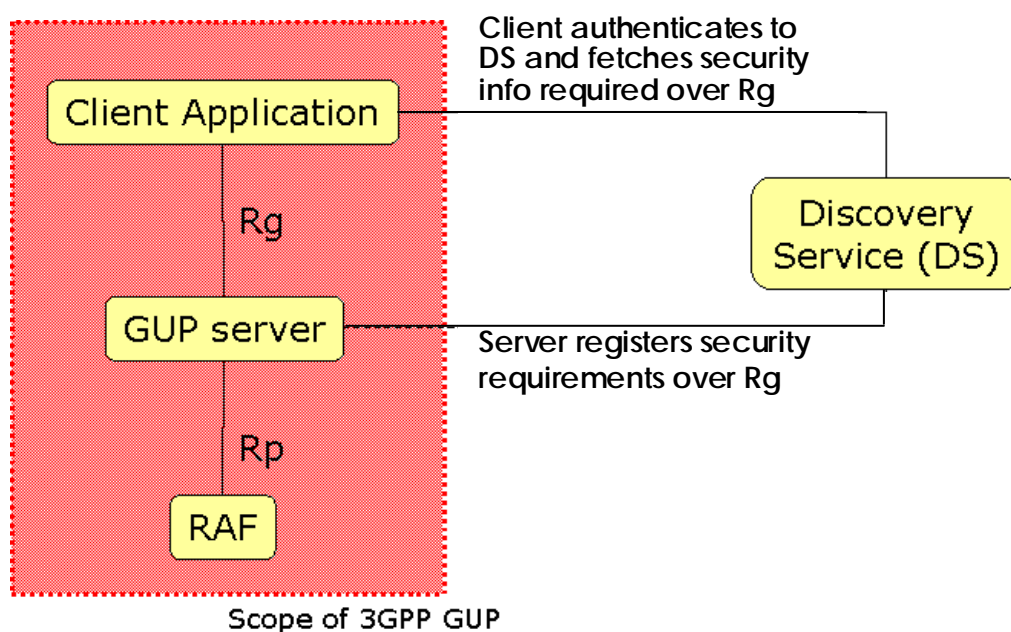 Client authenticates to
DS and fetches security
info required over Rg
Client Application
Rg
Discovery
Service (DS)
GUP server
Server registers security
requirements over Rg
Rp
RAF
Scope of 3GPP GUP